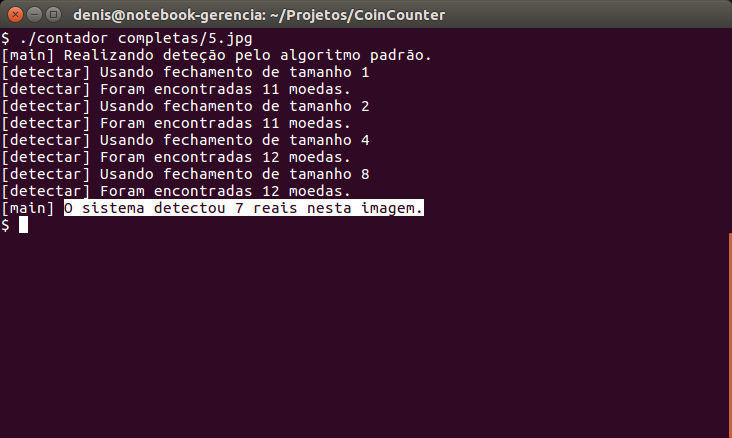 denis@notebook-gerencia: ~/Projetos/CoinCounter
$ ./contador completas/5.jpg
[main] Realizando deteção pelo algoritmo padrão.
[detectar] Usando fechamento de tamanho 1
[detectar] Foram encontradas 11 moedas.
[detectar] Usando fechamento de tamanho 2
[detectar] Foram encontradas 11 moedas.
[detectar] Usando fechamento de tamanho 4
[detectar] Foram encontradas 12 moedas.
[detectar] Usando fechamento de tamanho 8
[detectar] Foram encontradas 12 moedas.
[main] O sistema detectou 7 reais nesta imagem.
$